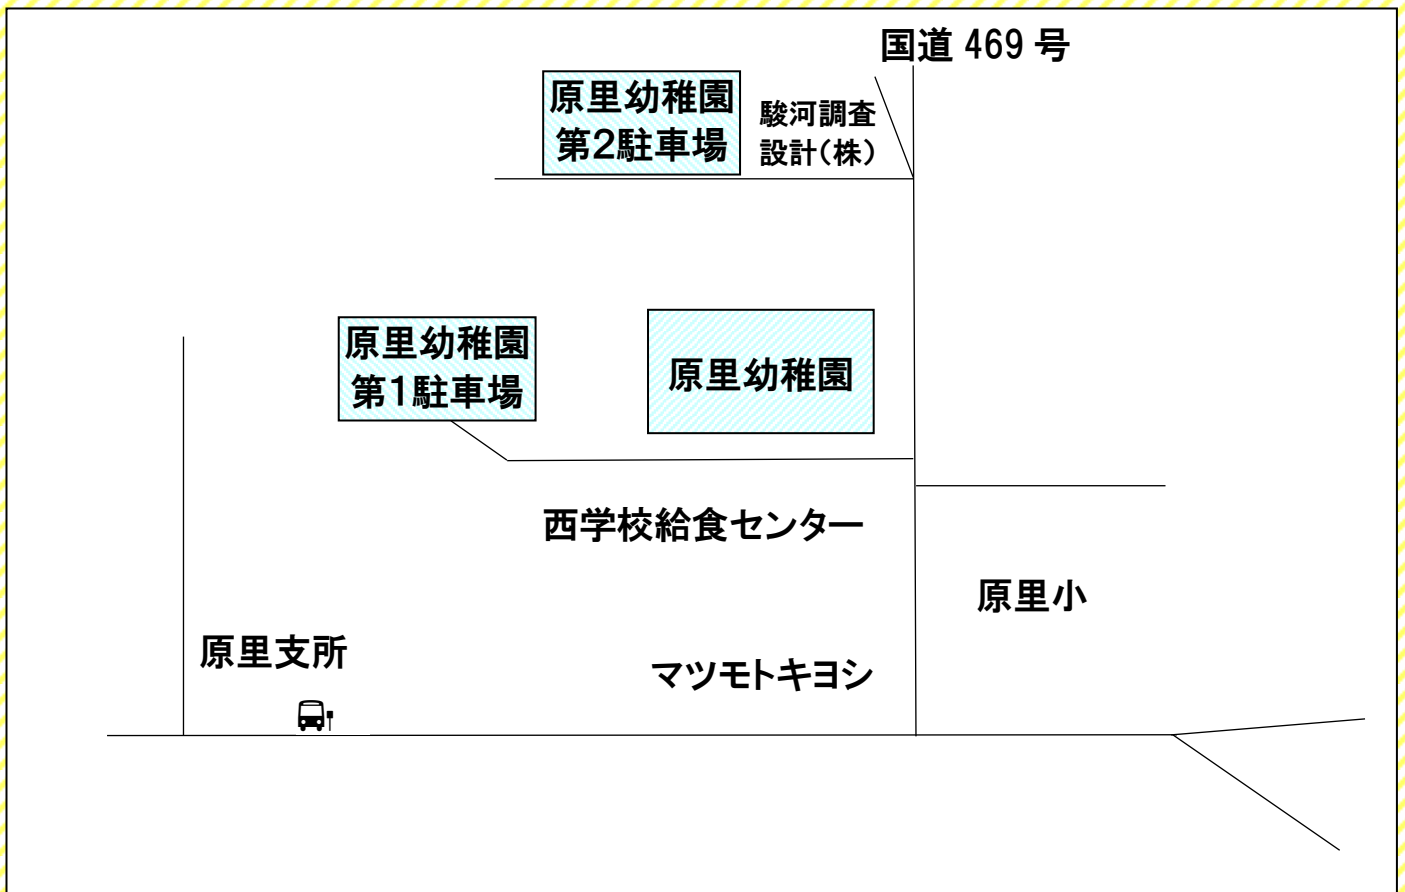 国道 469 号
原里幼稚園
第2駐車場
駿河調査
設計(株)
原里幼稚園
第1駐車場
原里幼稚園
西学校給食センター
原里小
原里支所
マツモトキヨシ